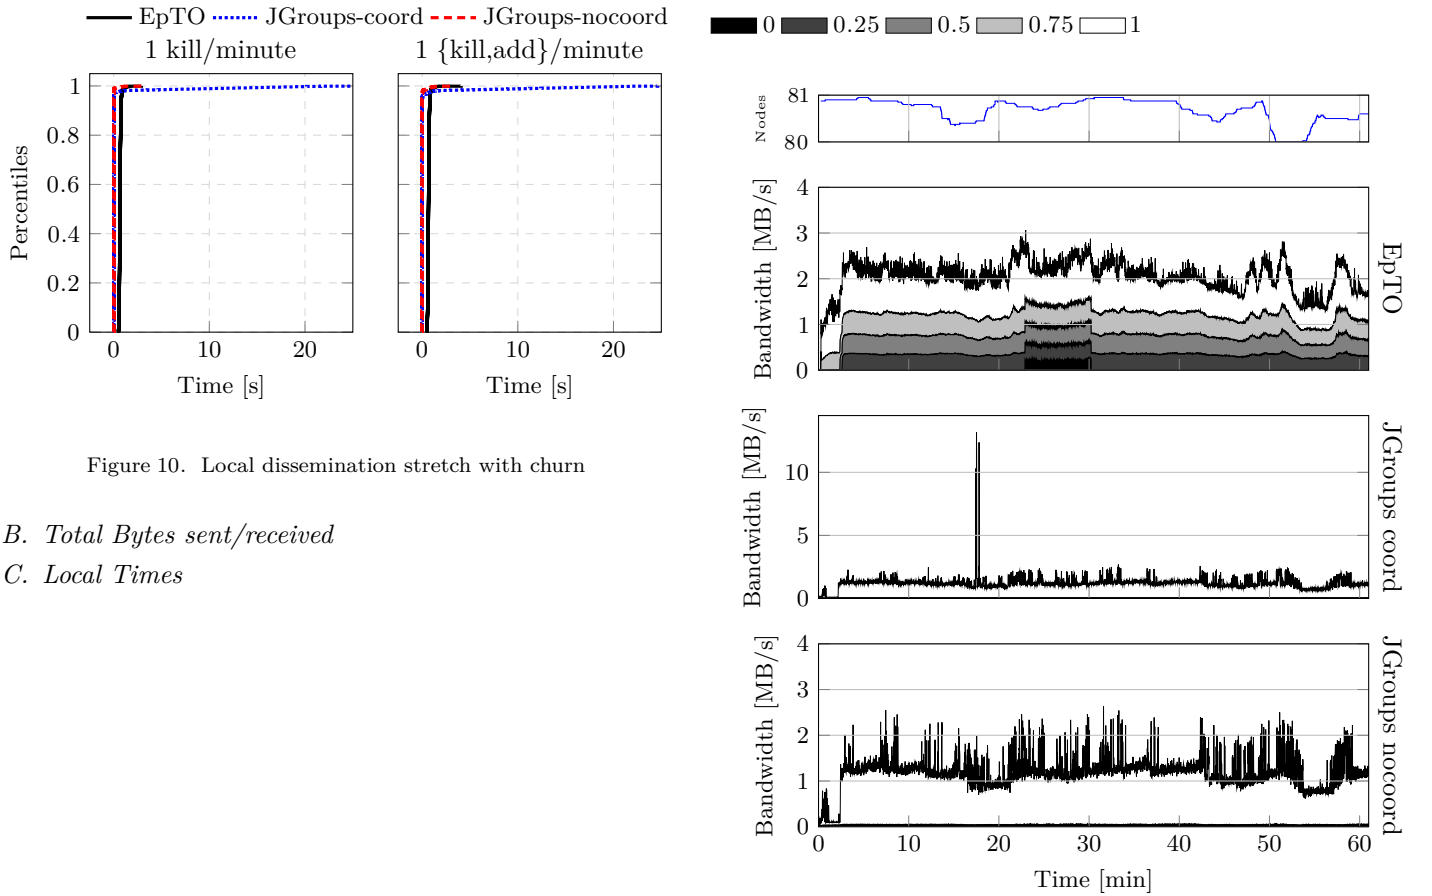 EpTO JGroups-coord JGroups-nocoord
1 kill/minute
1 {kill,add}/minute
Percentiles
1
0.8
0.6
0.4
0.2
0
0 10 20
0 10 20
Time [s]
Time [s]
Figure 10. Local dissemination stretch with churn
B. Total Bytes sent/received
C. Local Times
0 0.25 0.5 0.75 1
Nodes
81
80
Bandwidth [MB/s]
4
3
2
1
0
EpTO
Bandwidth [MB/s]
10
5
0
JGroups coord
Bandwidth [MB/s]
4
3
2
1
0
JGroups nocoord
0 10 20 30 40 50 60
Time [min]